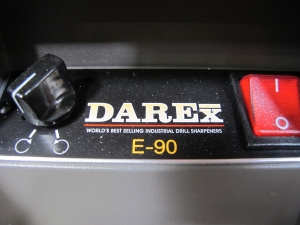 DAREX
WORLD'S BEST SELLING INDUSTRIAL DRILL SHARPENERS
E-90
I
O